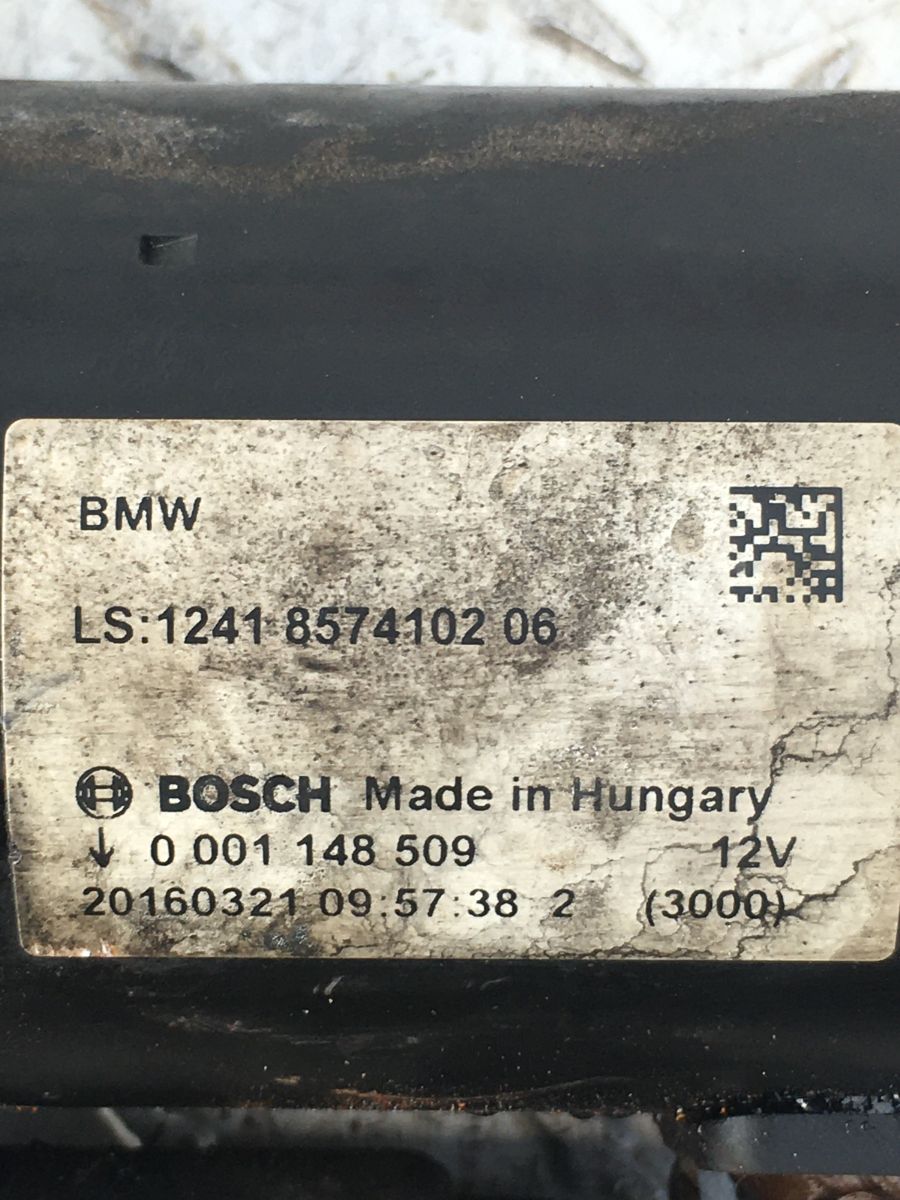 BMW
LS:1241 8574102 06
BOSCH Made in Hungary
↓ 0 001 148 509 12V
20160321 09:57:38 2 (3000)